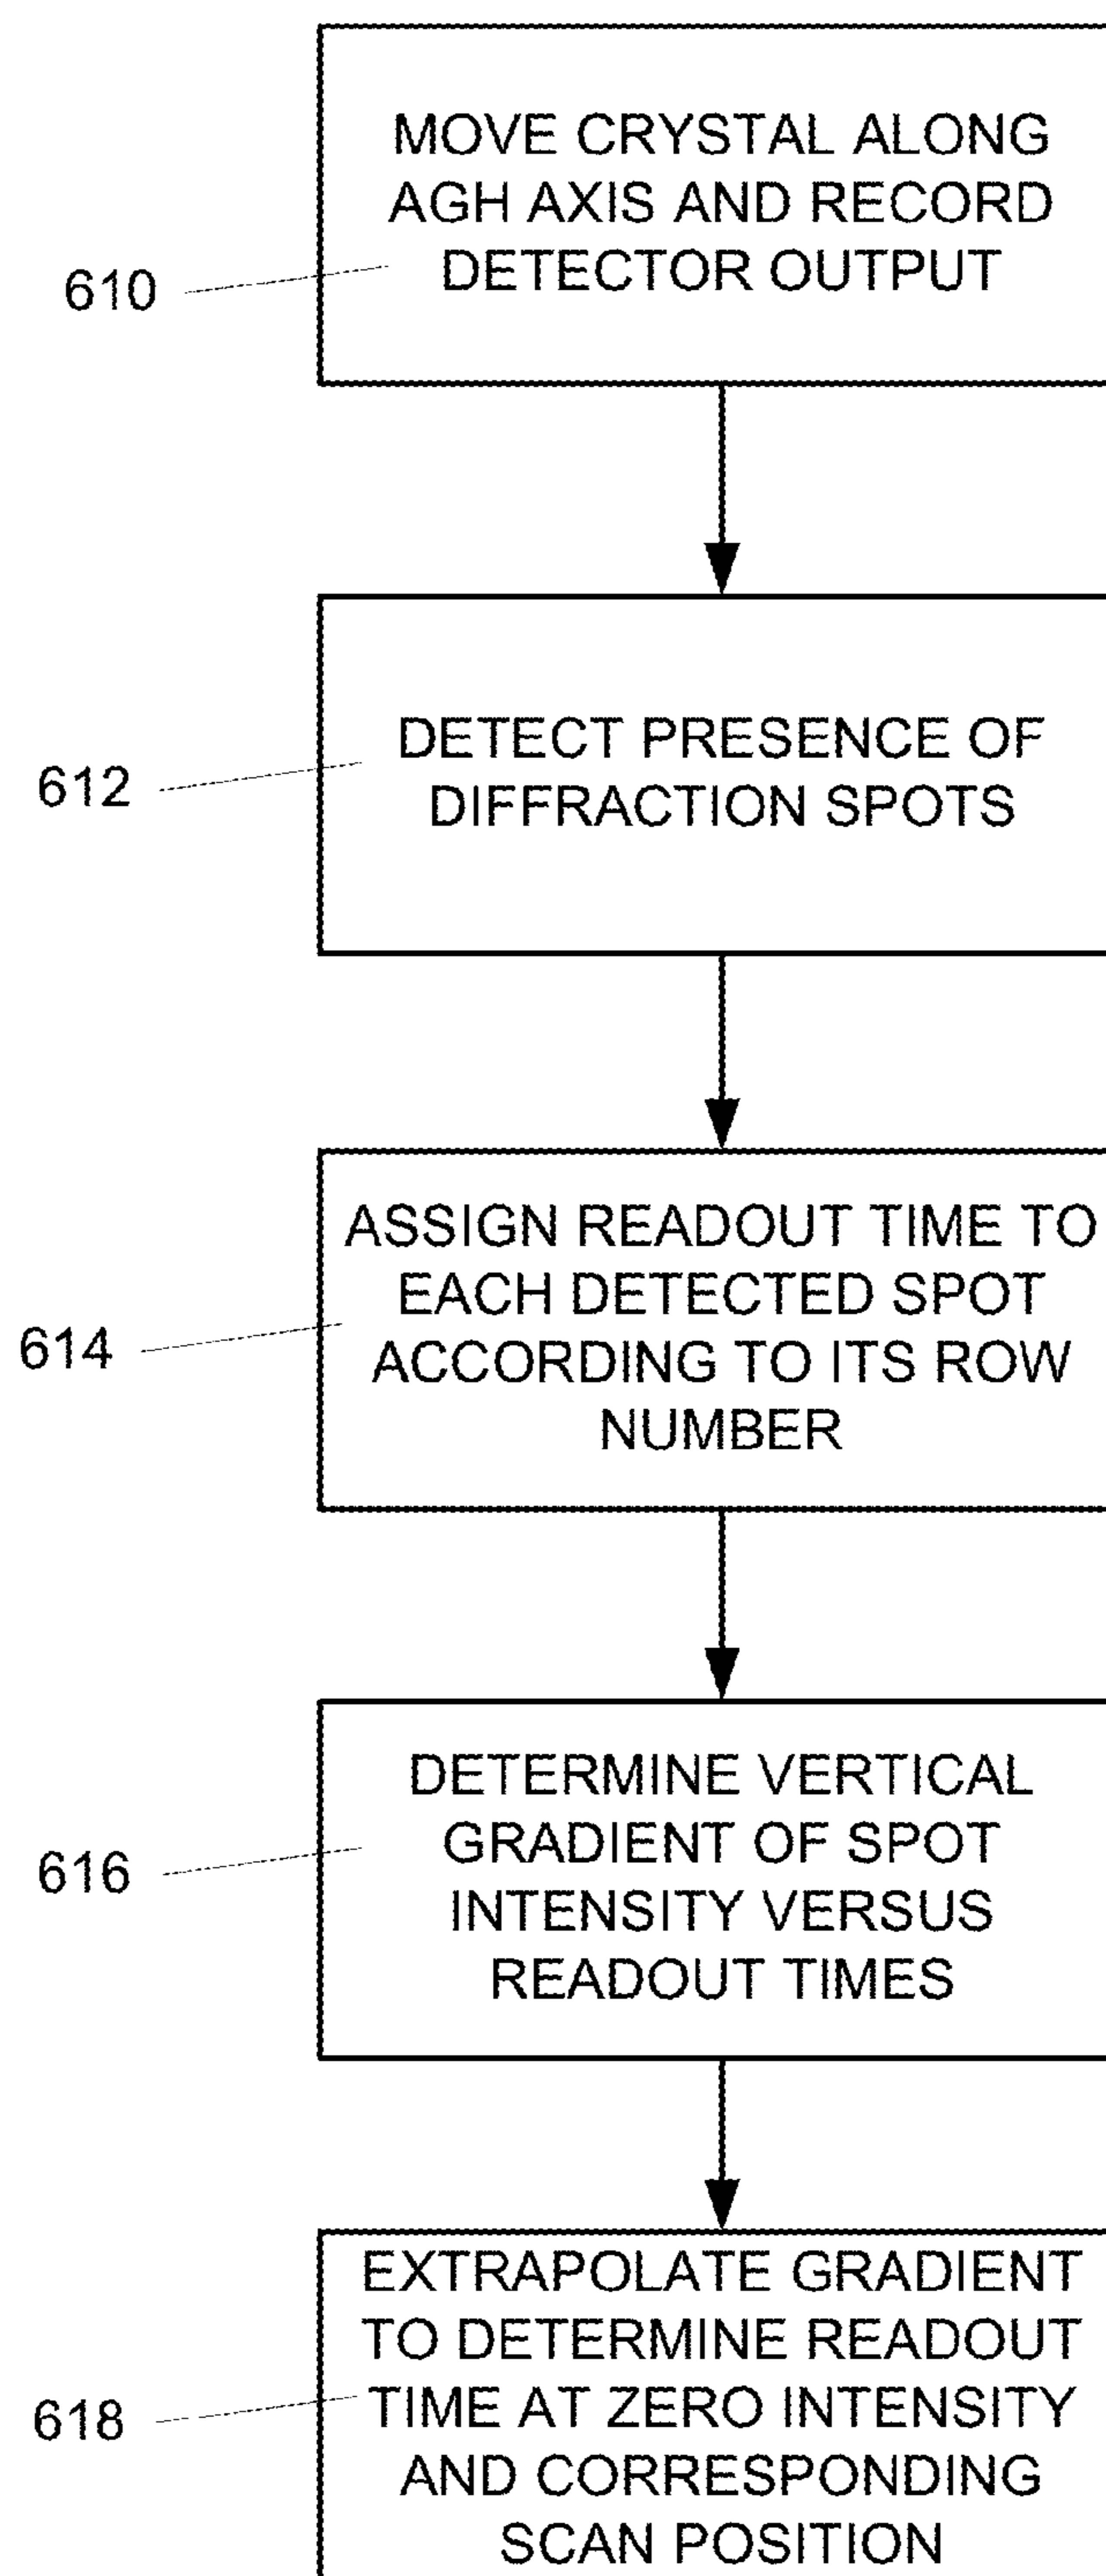 MOVE CRYSTAL ALONG
AGH AXIS AND RECORD
DETECTOR OUTPUT
610
DETECT PRESENCE OF
DIFFRACTION SPOTS
612
ASSIGN READOUT TIME TO
EACH DETECTED SPOT
ACCORDING TO ITS ROW
NUMBER
614
DETERMINE VERTICAL
GRADIENT OF SPOT
INTENSITY VERSUS
READOUT TIMES
616
EXTRAPOLATE GRADIENT
TO DETERMINE READOUT
TIME AT ZERO INTENSITY
AND CORRESPONDING
SCAN POSITION
618